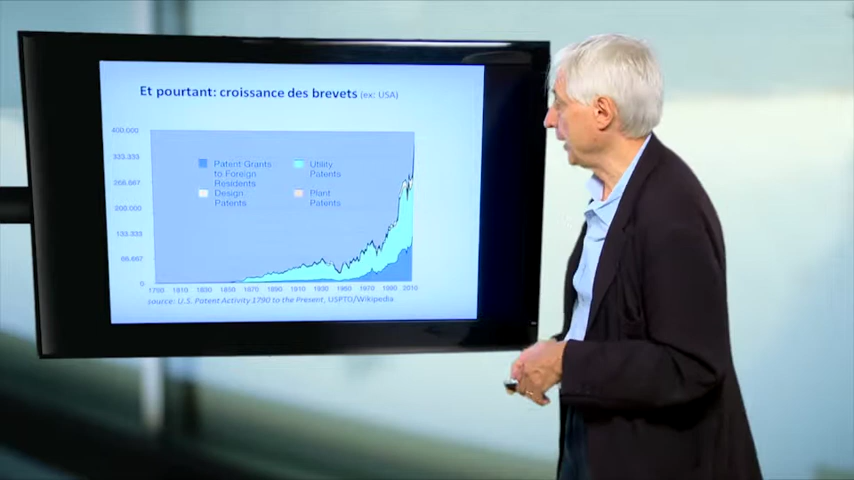 Et pourtant: croissance des brevets (ex: USA)
400.000
333.333
266.667
200.000
133.333
66.667
0
Patent Grants to Foreign Residents
Utility Patents
Design Patents
Plant Patents
1790 1810 1830 1850 1870 1890 1910 1930 1950 1970 1990 2010
source: U.S. Patent Activity 1790 to the Present, USPTO/Wikipedia